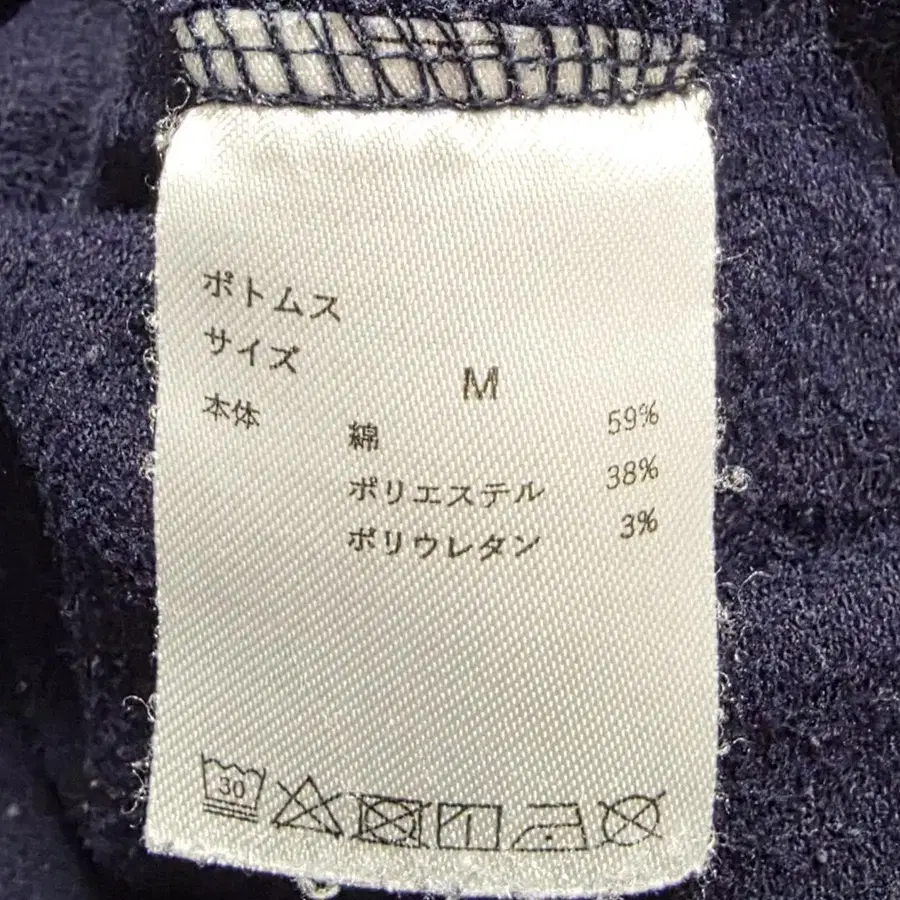 ポトムス
サイズ M
本体 綿 59%
ポリエステル 38%
ポリウレタン 3%
30